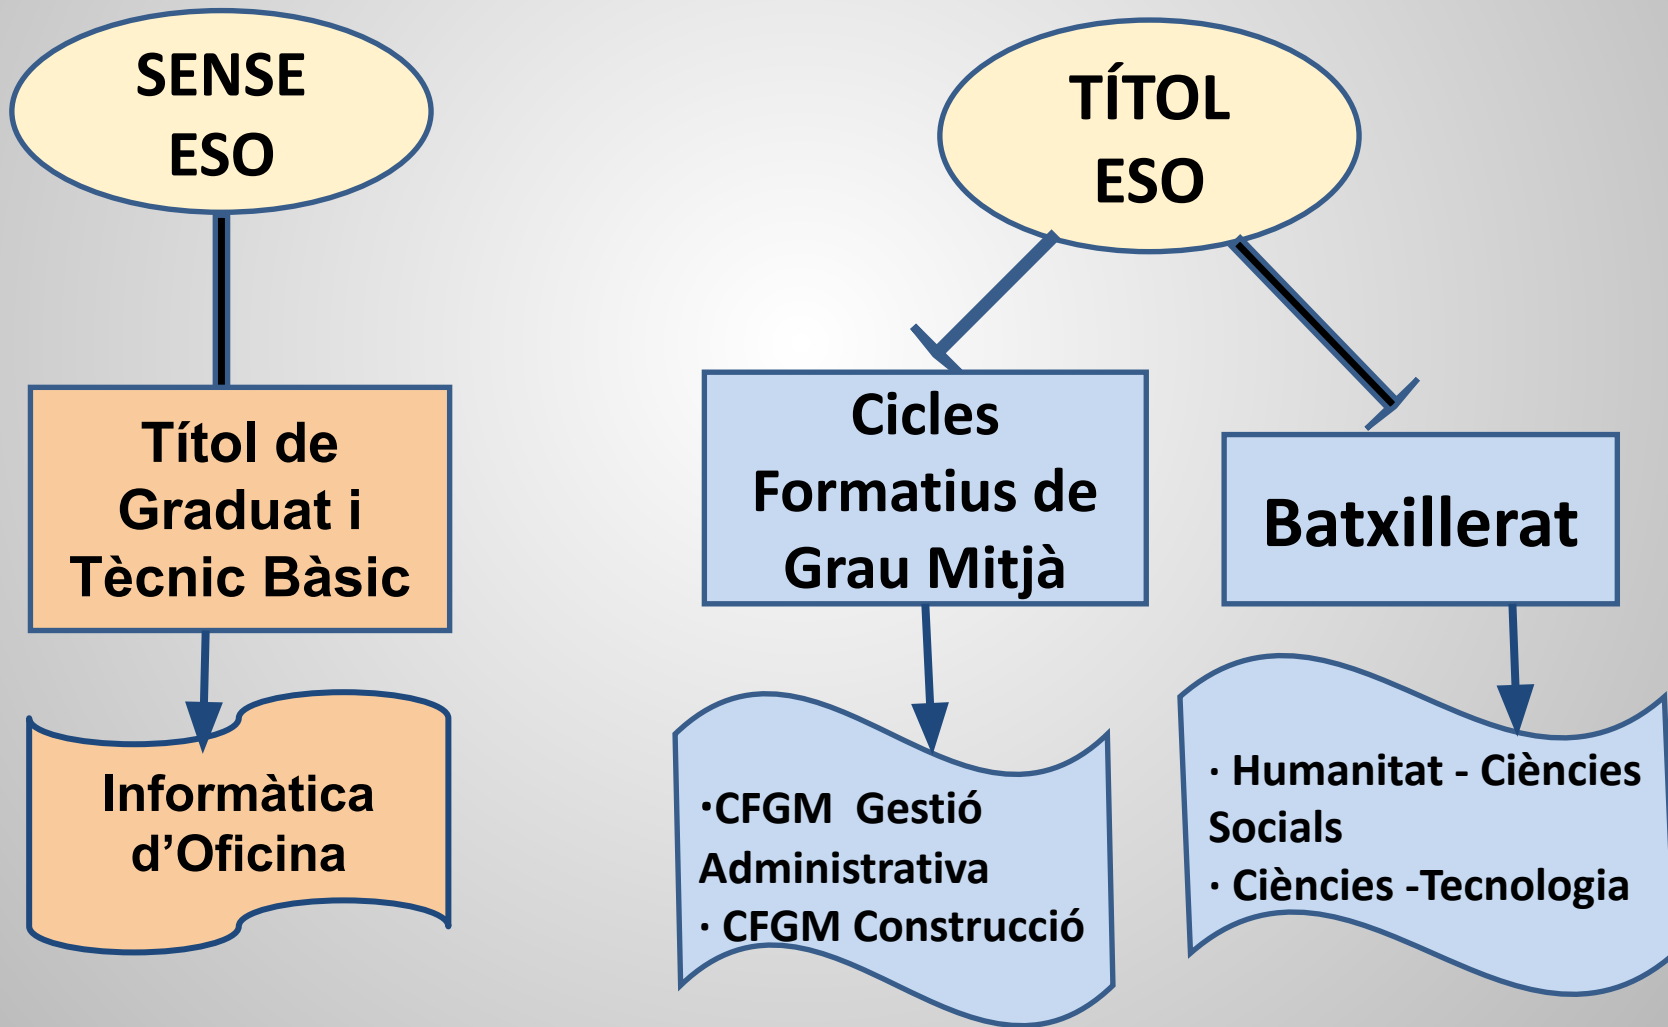 SENSE
ESO
TÍTOL
ESO
Títol de
Graduat i
Tècnic Bàsic
Cicles
Formatius de
Grau Mitjà
Batxillerat
Informàtica
d’Oficina
·CFGM  Gestió
Administrativa
· CFGM Construcció
· Humanitat - Ciències
Socials
· Ciències -Tecnologia